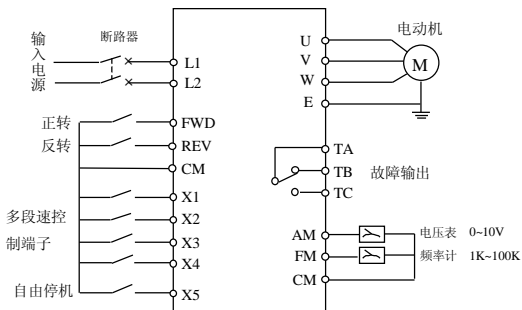 输入电源
断路器
L1
L2
正转
FWD
反转
REV
CM
X1
多段速控
X2
制端子
X3
X4
自由停机
X5
U
V
W
E
电动机
M
TA
TB
TC
故障输出
AM
电压表 0~10V
FM
频率计 1K~100K
CM